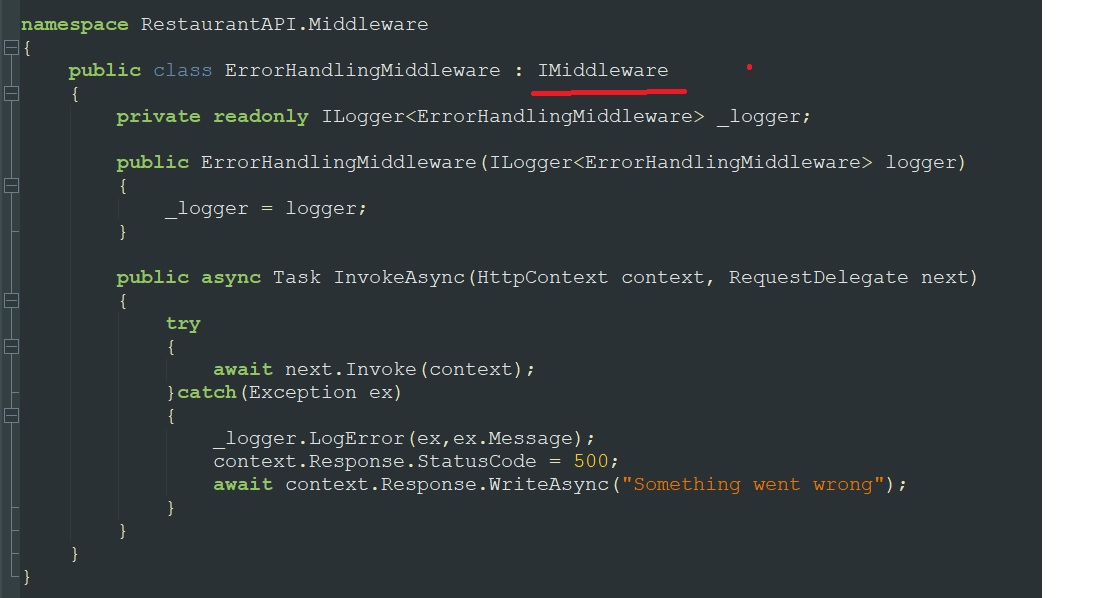 namespace RestaurantAPI.Middleware
{
public class ErrorHandlingMiddleware : IMiddleware
{
private readonly ILogger<ErrorHandlingMiddleware> _logger;
public ErrorHandlingMiddleware(ILogger<ErrorHandlingMiddleware> logger)
{
_logger = logger;
}
public async Task InvokeAsync(HttpContext context, RequestDelegate next)
{
try
{
await next.Invoke(context);
}catch(Exception ex)
{
_logger.LogError(ex,ex.Message);
context.Response.StatusCode = 500;
await context.Response.WriteAsync("Something went wrong");
}
}
}
}